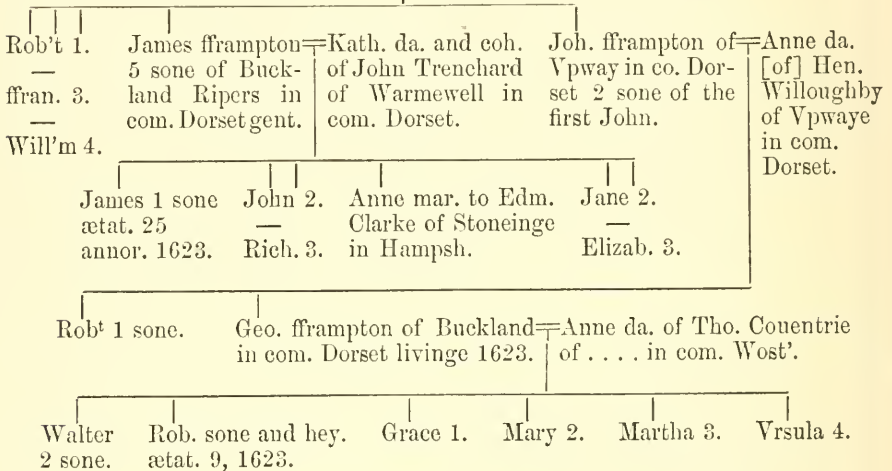 Rob't 1.
—
ffran. 3.
—
Will'm 4.
James fframpton
5 sone of Buck-
land Ripers in
com. Dorset gent.
Kath. da. and coh.
of John Trenchard
of Warmewell in
com. Dorset.
Joh. fframpton of
Vpway in co. Dor-
set 2 sone of the
first John.
Anne da.
[of] Hen.
Willoughby
of Vpwaye
in com.
Dorset.
James 1 sone
ætat. 25
annor. 1623.
John 2.
—
Rich. 3.
Anne mar. to Edm.
Clarke of Stoneinge
in Hampsh.
Jane 2.
—
Elizab. 3.
Robᵗ 1 sone.
Geo. fframpton of Buckland
in com. Dorset livinge 1623.
Anne da. of Tho. Couentrie
of . . . . in com. Wost'.
Walter
2 sone.
Rob. sone and hey.
ætat. 9, 1623.
Grace 1.
Mary 2.
Martha 3.
Vrsula 4.